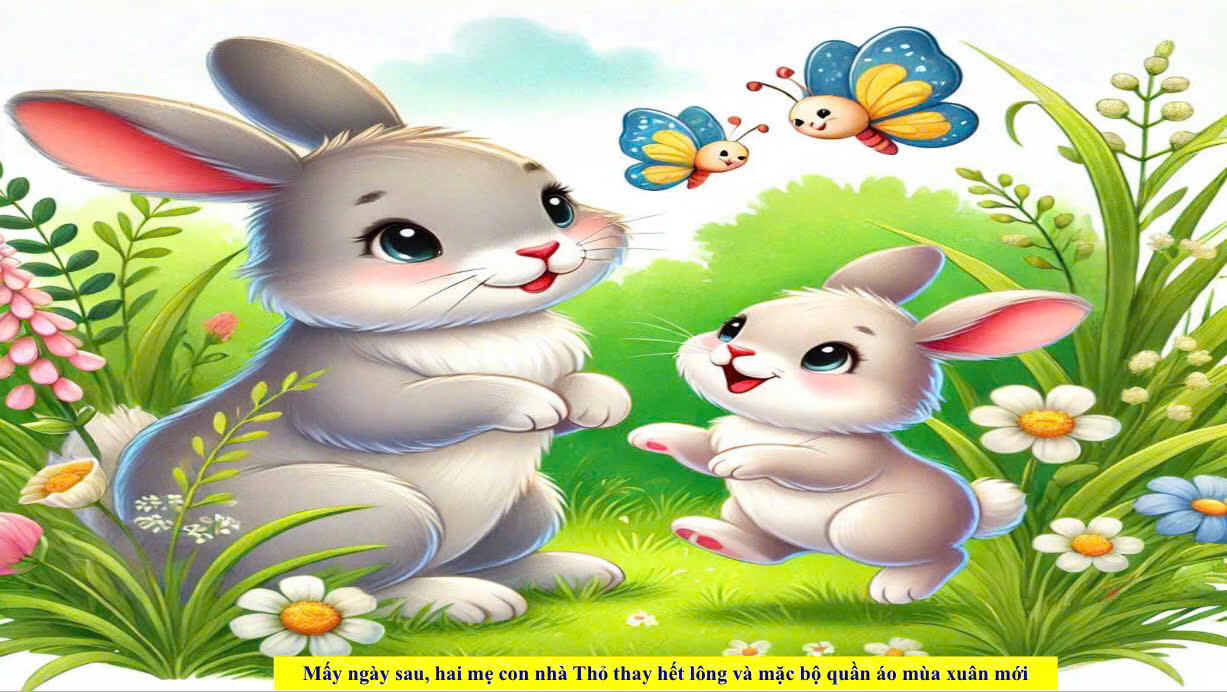 Mấy ngày sau, hai mẹ con nhà Thỏ thay hết lông và mặc bộ quần áo mùa xuân mới